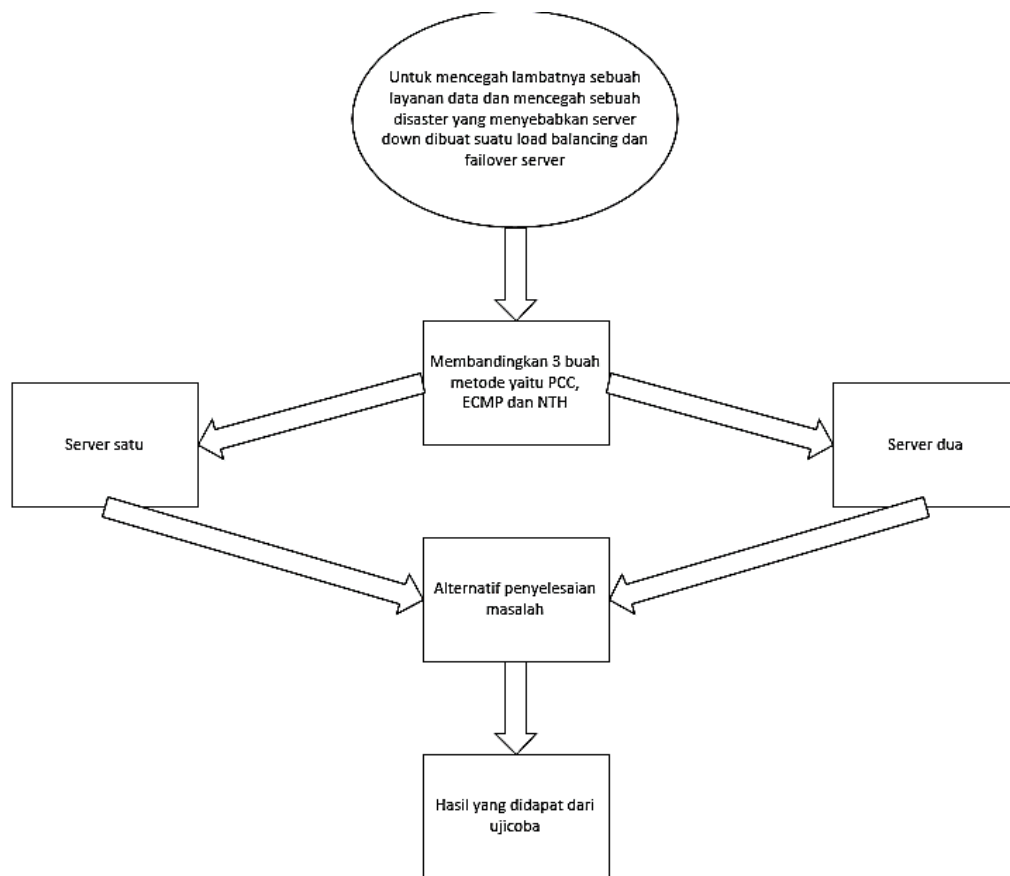 Untuk mencegah lambatnya sebuah
layanan data dan mencegah sebuah
disaster yang menyebabkan server
down dibuat suatu load balancing dan
failover server
Membandingkan 3 buah
metode yaitu PCC,
ECMP dan NTH
Server satu
Server dua
Alternatif penyelesaian
masalah
Hasil yang didapat dari
ujicoba